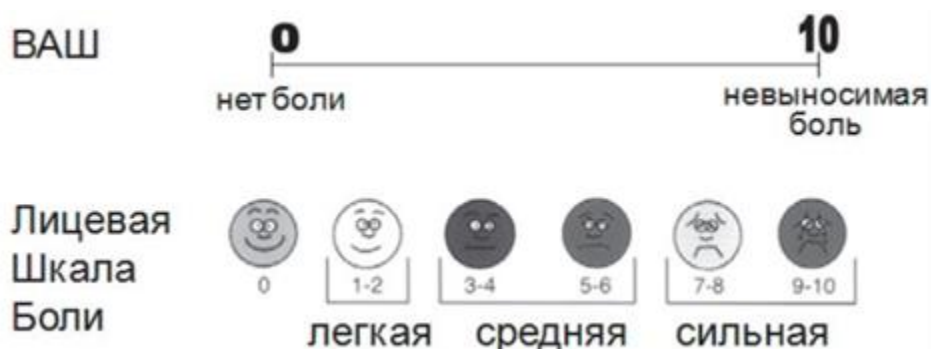 ВАШ
0 10
нет боли невыносимая
боль
Лицевая
Шкала
Боли
0 1-2 3-4 5-6 7-8 9-10
легкая средняя сильная